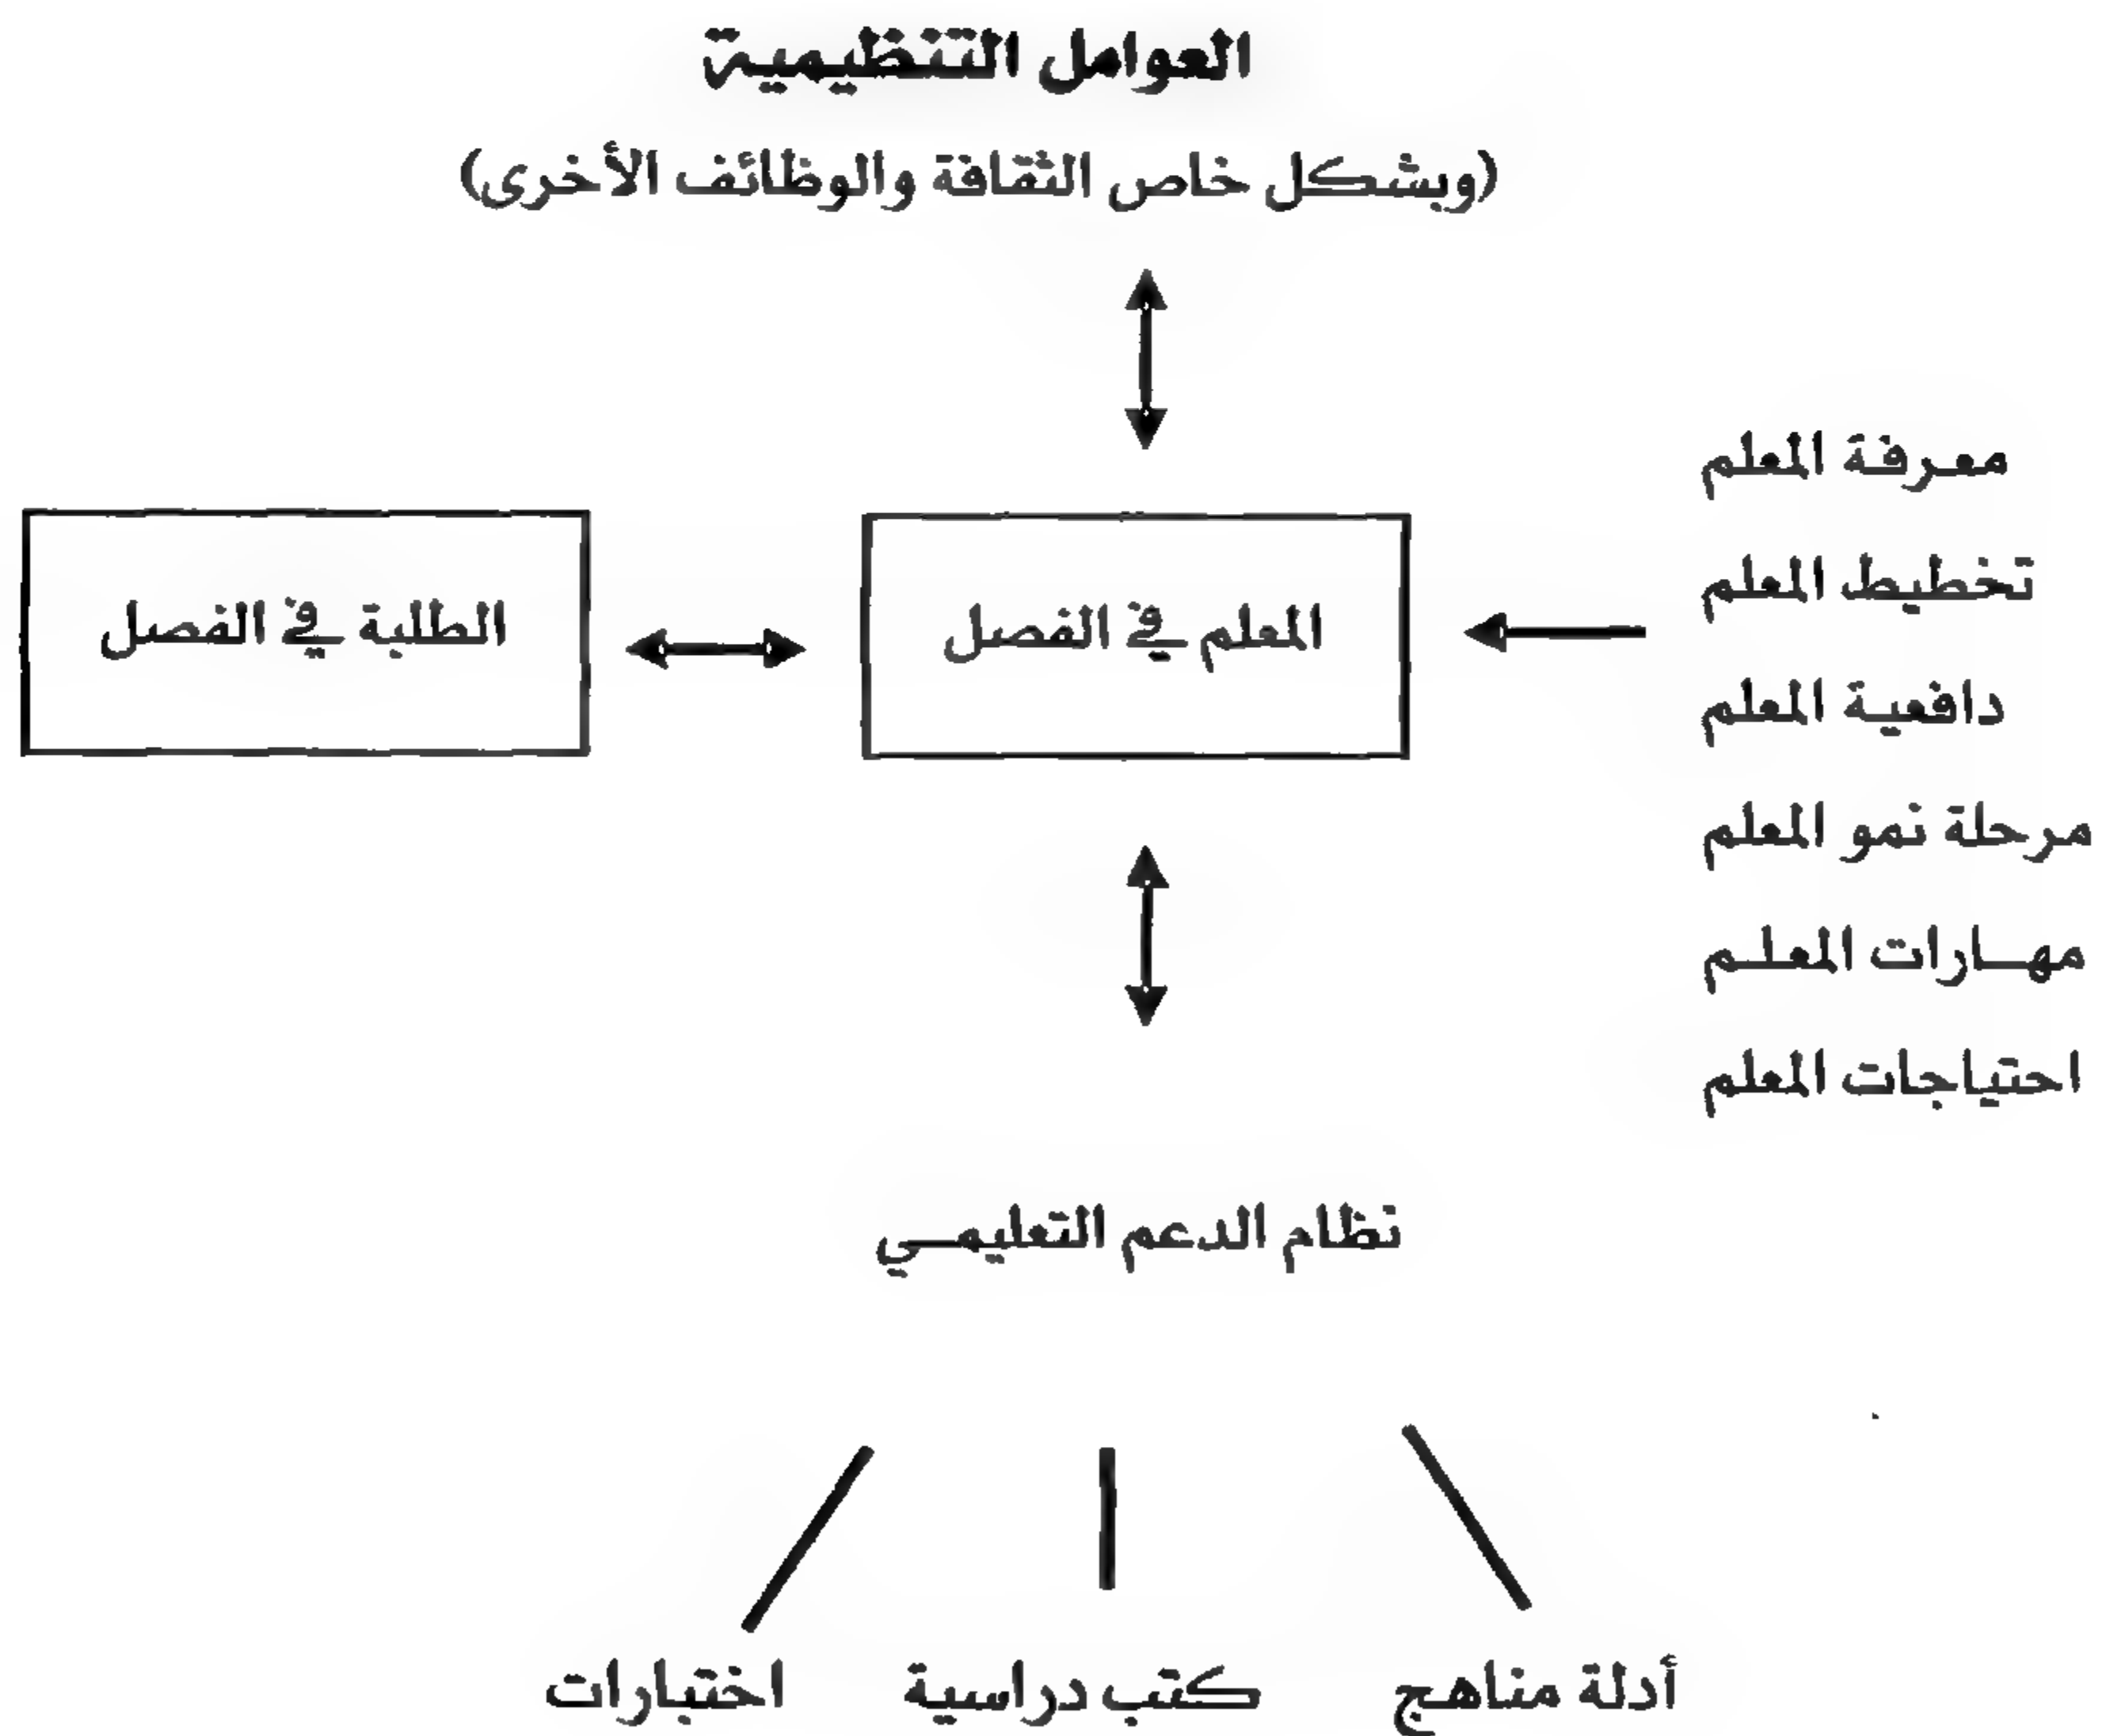 العوامل التنظيمية
(وبشكل خاص الثقافة والوظائف الأخرى)
معرفة المعلم
تخطيط المعلم
دافعية المعلم
مرحلة نمو المعلم
مهارات المعلم
احتياجات المعلم
المعلم في الفصل
الطلبة في الفصل
نظام الدعم التعليمي
أدلة مناهج
كتب دراسية
اختبارات